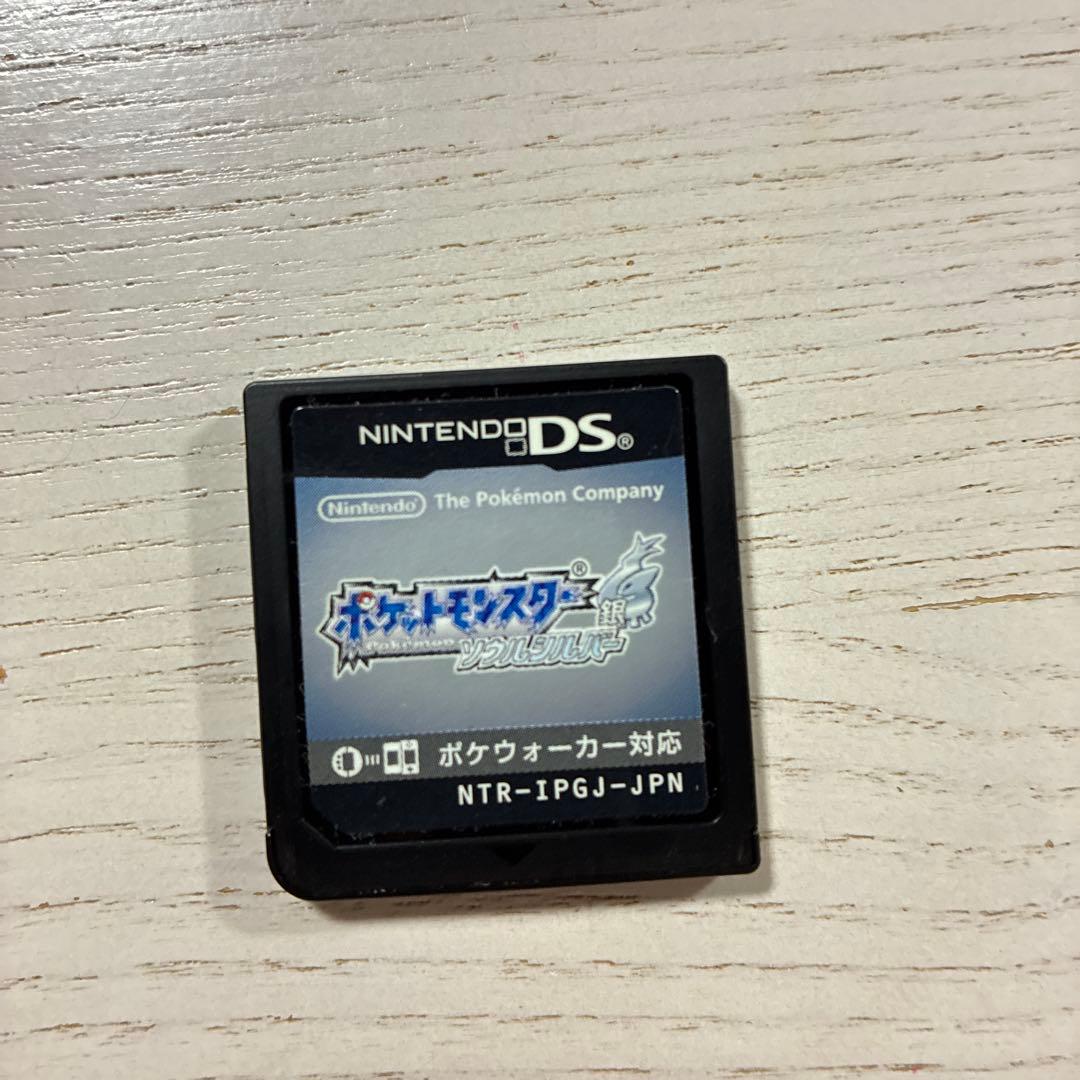 NINTENDO DS®
Nintendo® The Pokémon Company
ポケットモンスター®
Pokémon
銀
ソウルシルバー
ポケウォーカー対応
NTR-IPGJ-JPN